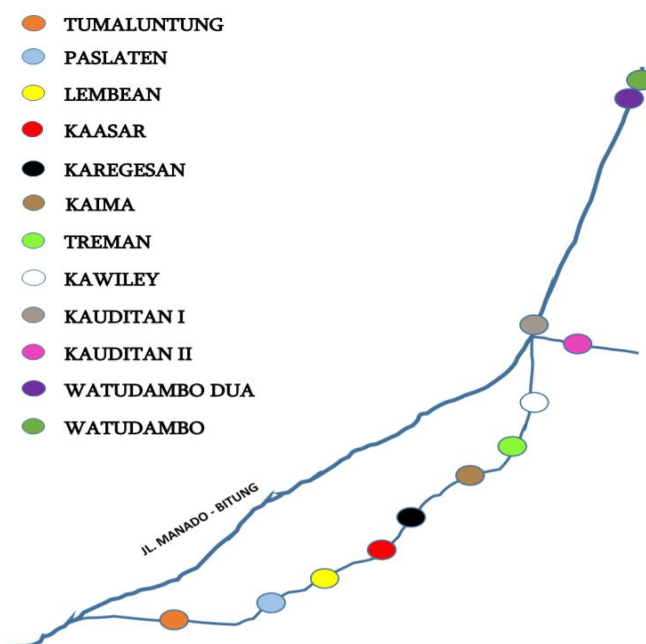 TUMALUNTUNG
PASLATEN
LEMBEAN
KAASAR
KAREGESAN
KAIMA
TREMAN
KAWILEY
KAUDITAN I
KAUDITAN II
WATUDAMBO DUA
WATUDAMBO
JL. MANADO - BITUNG